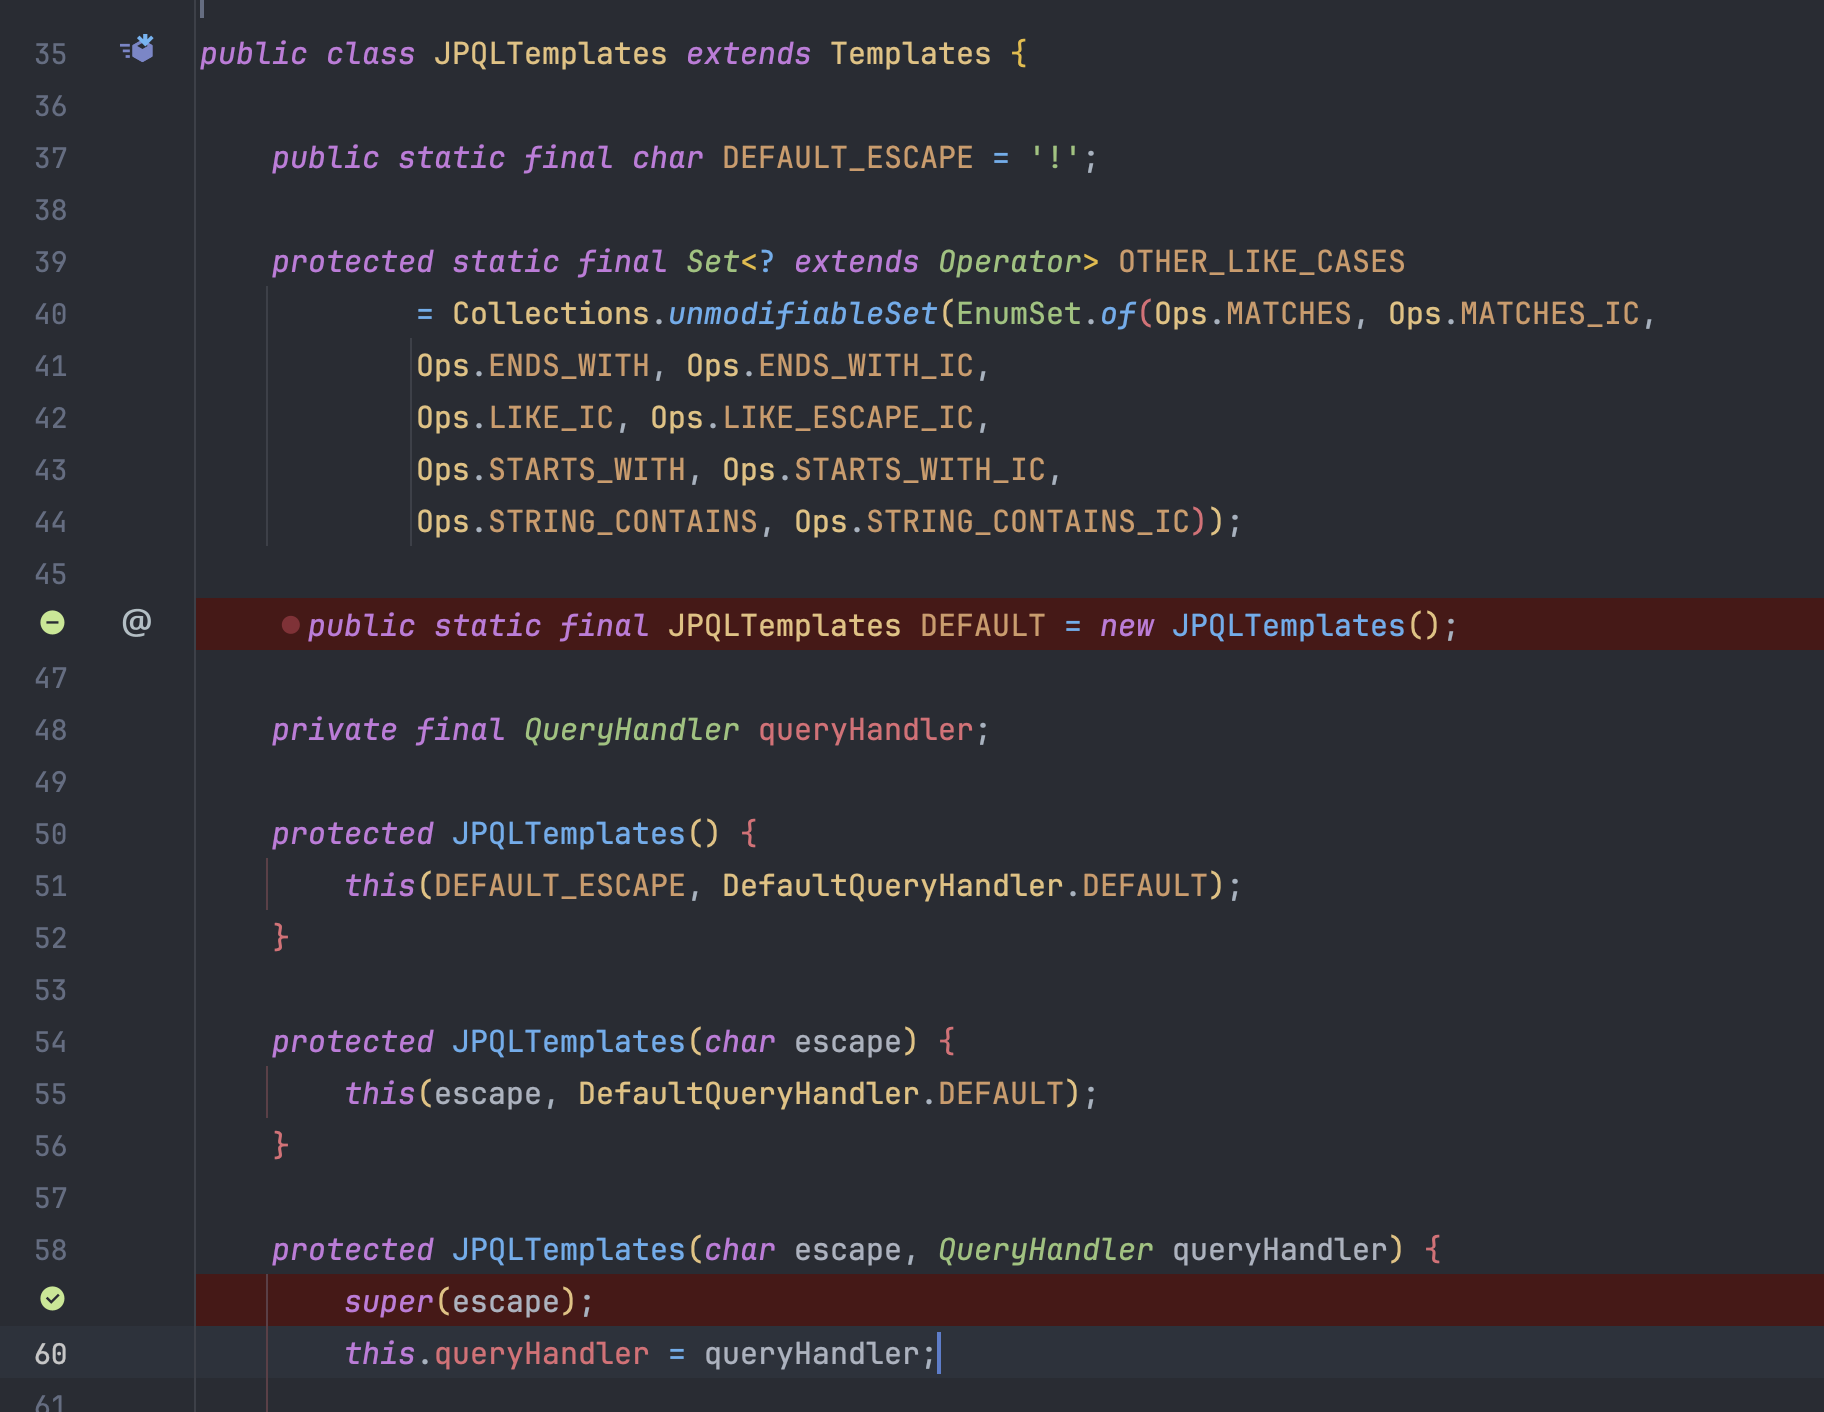 35 public class JPQLTemplates extends Templates {
36
37 public static final char DEFAULT_ESCAPE = '!';
38
39 protected static final Set<? extends Operator> OTHER_LIKE_CASES
40 = Collections.unmodifiableSet(EnumSet.of(Ops.MATCHES, Ops.MATCHES_IC,
41 Ops.ENDS_WITH, Ops.ENDS_WITH_IC,
42 Ops.LIKE_IC, Ops.LIKE_ESCAPE_IC,
43 Ops.STARTS_WITH, Ops.STARTS_WITH_IC,
44 Ops.STRING_CONTAINS, Ops.STRING_CONTAINS_IC));
45
@ public static final JPQLTemplates DEFAULT = new JPQLTemplates();
47
48 private final QueryHandler queryHandler;
49
50 protected JPQLTemplates() {
51 this(DEFAULT_ESCAPE, DefaultQueryHandler.DEFAULT);
52 }
53
54 protected JPQLTemplates(char escape) {
55 this(escape, DefaultQueryHandler.DEFAULT);
56 }
57
58 protected JPQLTemplates(char escape, QueryHandler queryHandler) {
super(escape);
60 this.queryHandler = queryHandler;
61